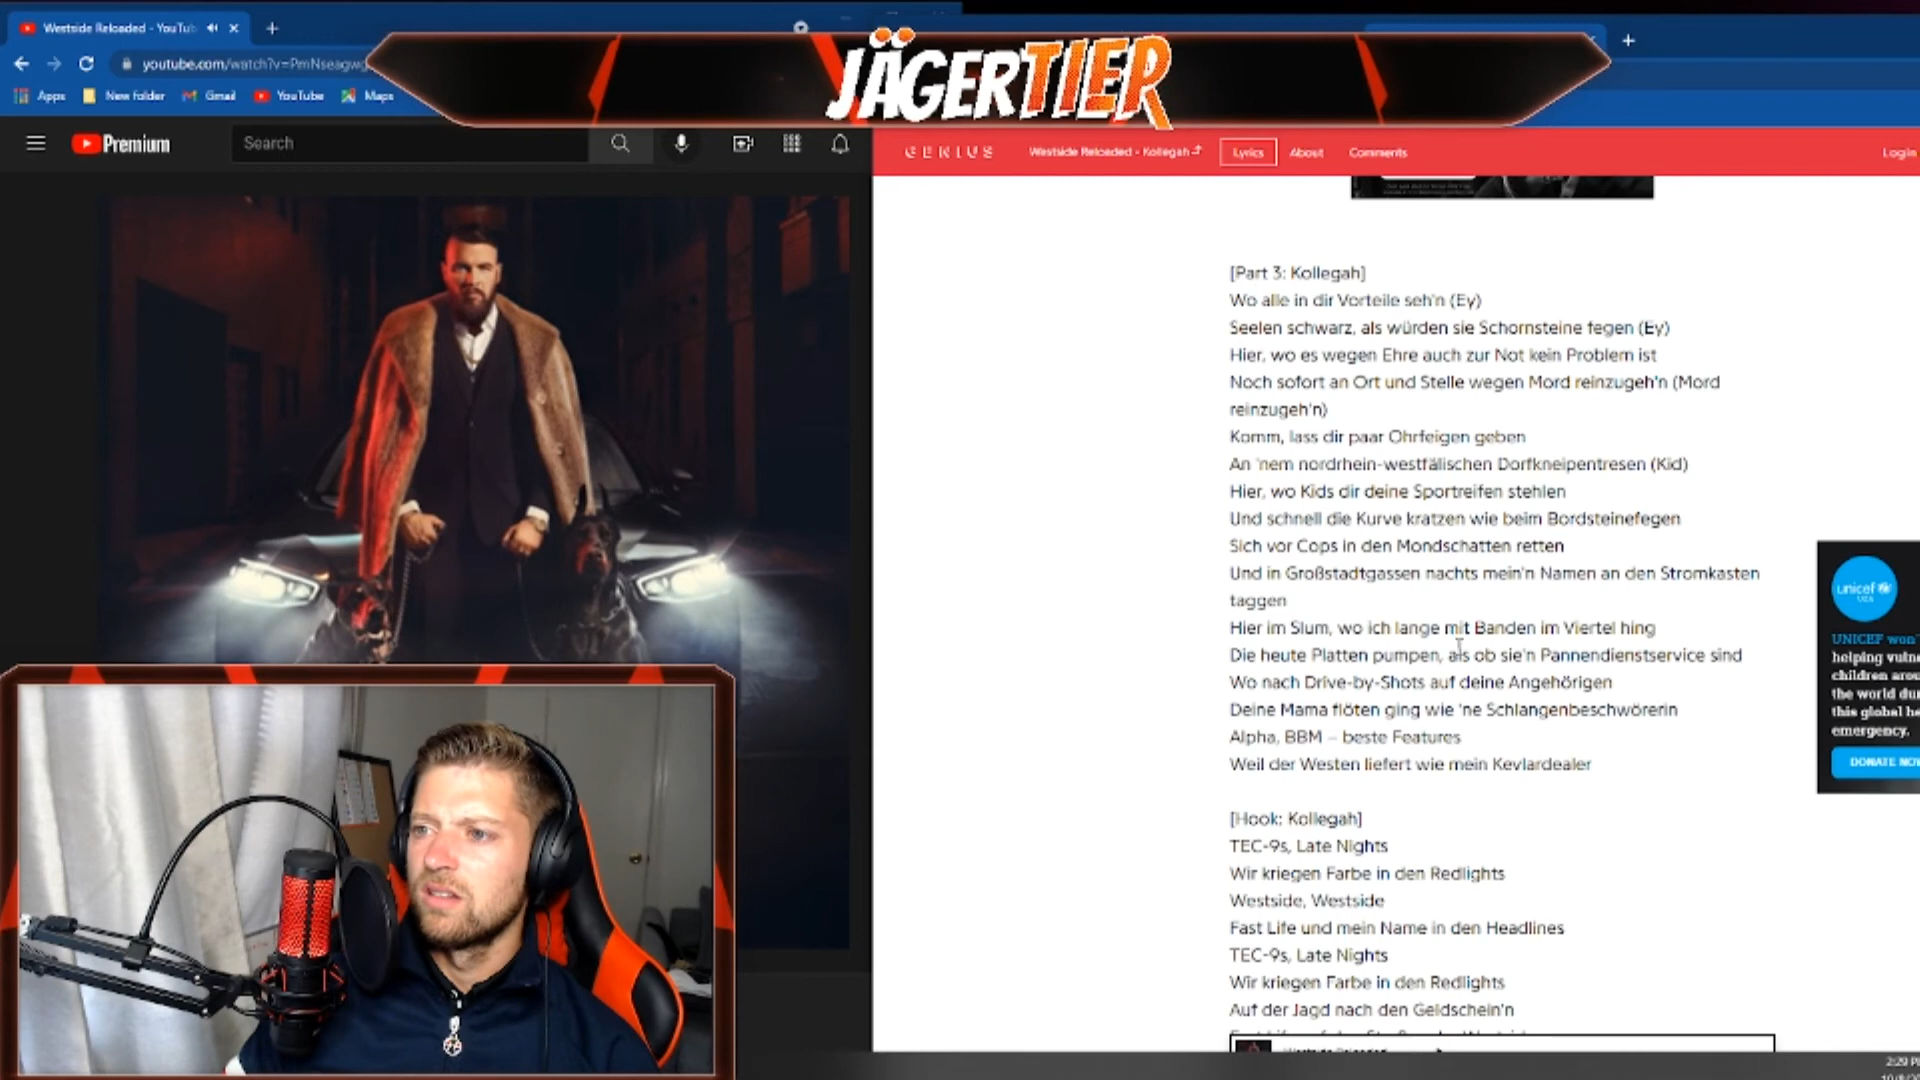 Westside Reloaded - YouTub
youtube.com/watch?v=PmNseagwg
Apps
New folder
Gmail
YouTube
Maps
JÄGERTIER
Premium
Search
GENIUS
Westside Reloaded - Kollegah
Lyrics
About
Comments
Login
[Part 3: Kollegah]
Wo alle in dir Vorteile seh'n (Ey)
Seelen schwarz, als würden sie Schornsteine fegen (Ey)
Hier, wo es wegen Ehre auch zur Not kein Problem ist
Noch sofort an Ort und Stelle wegen Mord reinzugeh'n (Mord
reinzugeh'n)
Komm, lass dir paar Ohrfeigen geben
An 'nem nordrhein-westfälischen Dorfkneipentresen (Kid)
Hier, wo Kids dir deine Sportreifen stehlen
Und schnell die Kurve kratzen wie beim Bordsteinefegen
Sich vor Cops in den Mondschatten retten
Und in Großstadtgassen nachts mein'n Namen an den Stromkasten
taggen
Hier im Slum, wo ich lange mit Banden im Viertel hing
Die heute Platten pumpen, als ob sie'n Pannendienstservice sind
Wo nach Drive-by-Shots auf deine Angehörigen
Deine Mama flöten ging wie 'ne Schlangenbeschwörerin
Alpha, BBM – beste Features
Weil der Westen liefert wie mein Kevlardealer
[Hook: Kollegah]
TEC-9s, Late Nights
Wir kriegen Farbe in den Redlights
Westside, Westside
Fast Life und mein Name in den Headlines
TEC-9s, Late Nights
Wir kriegen Farbe in den Redlights
Auf der Jagd nach den Geldschein'n
unicef
UNICEF won'
helping vulne
children arou
the world du
this global he
emergency.
DONATE NOW
2:29 P